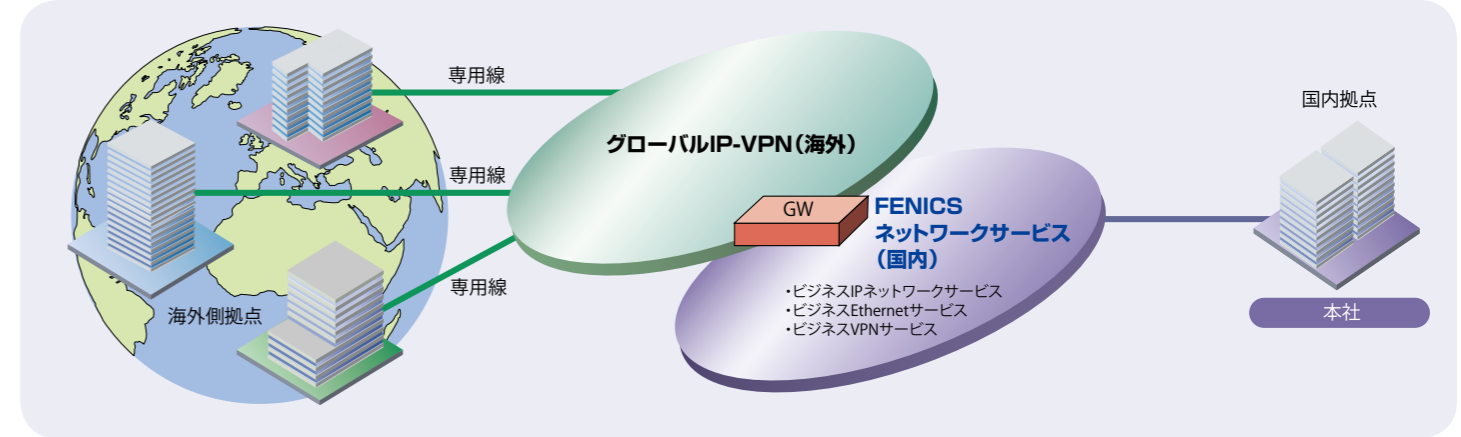 専用線
専用線
専用線
海外側拠点
グローバルIP-VPN（海外）
GW
FENICS
ネットワークサービス
（国内）
・ビジネスIPネットワークサービス
・ビジネスEthernetサービス
・ビジネスVPNサービス
国内拠点
本社